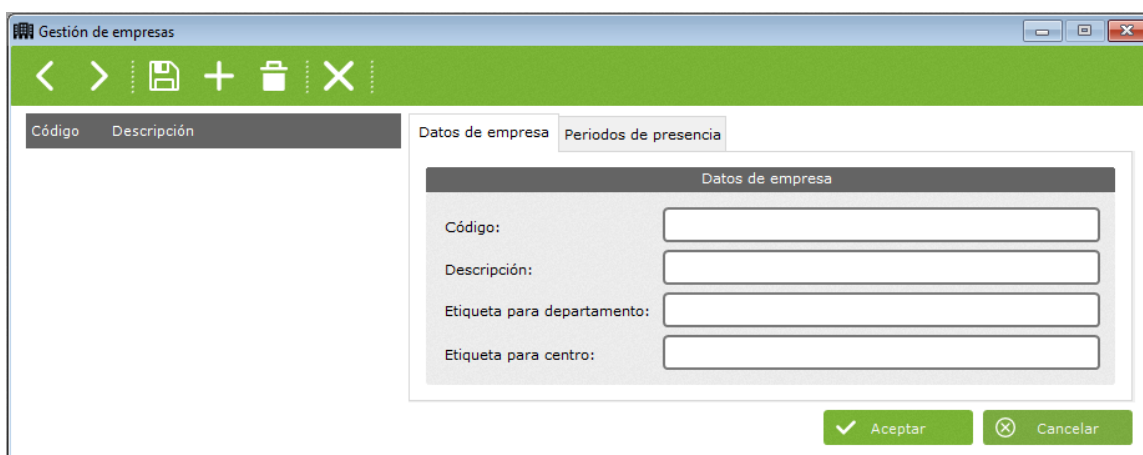 Gestión de empresas
Código Descripción
Datos de empresa Periodos de presencia
Datos de empresa
Código:
Descripción:
Etiqueta para departamento:
Etiqueta para centro:
Aceptar Cancelar